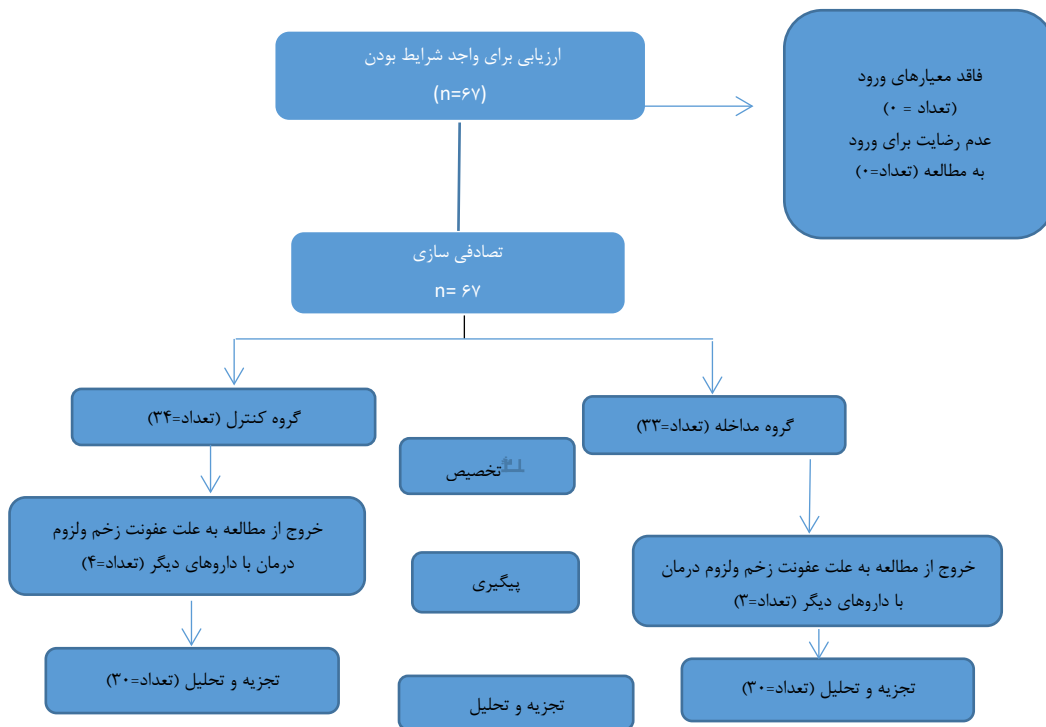 ارزیابی برای واجد شرایط بودن
(n=۶۷)
فاقد معیارهای ورود
(تعداد = ۰)
عدم رضایت برای ورود
به مطالعه (تعداد=۰)
تصادفی سازی
n= ۶۷
گروه مداخله (تعداد=۳۳)
گروه کنترل (تعداد=۳۴)
تخصیص
خروج از مطالعه به علت عفونت زخم ولزوم درمان
با داروهای دیگر (تعداد=۳)
خروج از مطالعه به علت عفونت زخم ولزوم
درمان با داروهای دیگر (تعداد=۴)
پیگیری
تجزیه و تحلیل (تعداد=۳۰)
تجزیه و تحلیل (تعداد=۳۰)
تجزیه و تحلیل